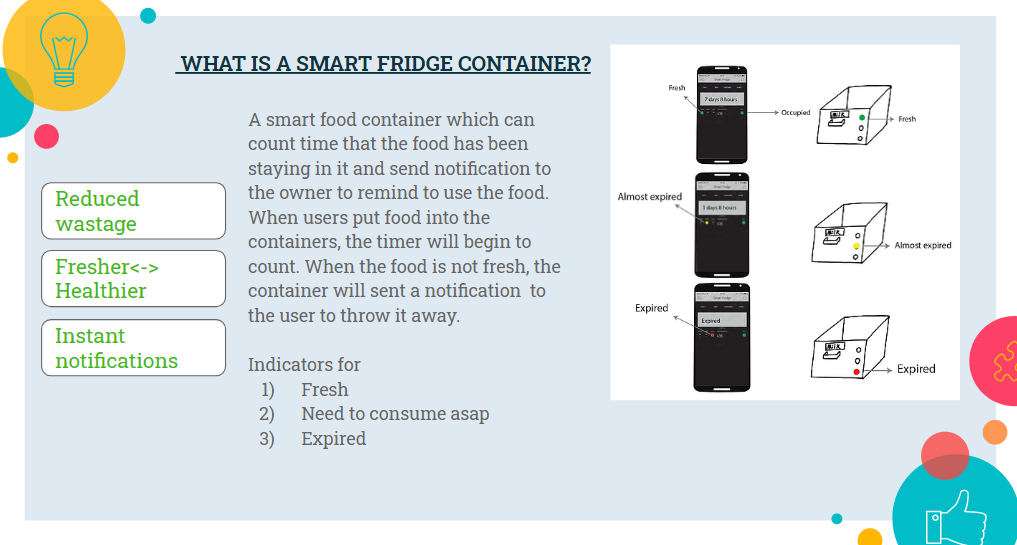 WHAT IS A SMART FRIDGE CONTAINER?
Reduced
wastage
Fresher<->
Healthier
Instant
notifications
A smart food container which can
count time that the food has been
staying in it and send notification to
the owner to remind to use the food.
When users put food into the
containers, the timer will begin to
count. When the food is not fresh, the
container will sent a notification to
the user to throw it away.
Indicators for
1) Fresh
2) Need to consume asap
3) Expired
Fresh
7 days 8 hours
Occupied
MILK
Fresh
Almost expired
1 days 8 hours
MILK
Almost expired
Expired
Expired
MILK
Expired